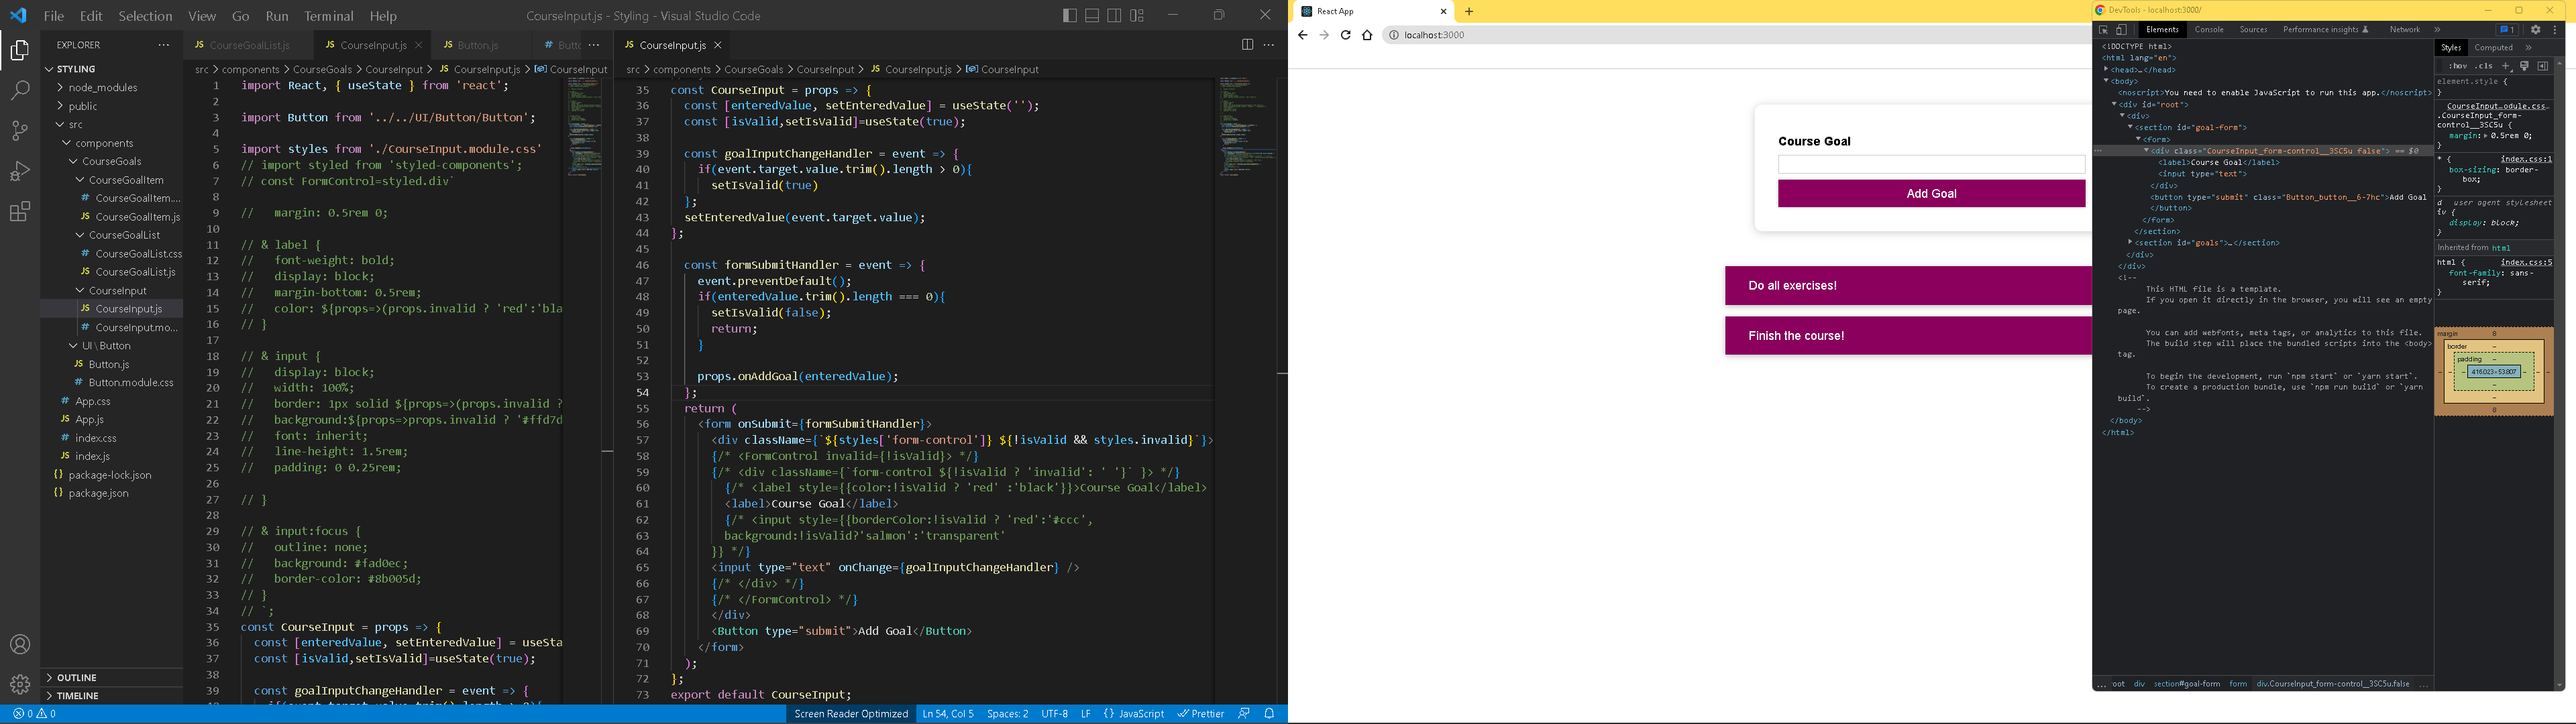 File Edit Selection View Go Run Terminal Help
CourseInput.js - Styling - Visual Studio Code
EXPLORER
STYLING
node_modules
public
src
components
CourseGoals
CourseGoalItem
# CourseGoalItem....
JS CourseGoalItem.js
CourseGoalList
# CourseGoalList.css
JS CourseGoalList.js
CourseInput
JS CourseInput.js
# CourseInput.mo...
UI \ Button
JS Button.js
# Button.module.css
# App.css
JS App.js
# index.css
JS index.js
{} package-lock.json
{} package.json
OUTLINE
TIMELINE
JS CourseGoalList.js
JS CourseInput.js
JS Button.js
# Butto
src > components > CourseGoals > CourseInput > JS CourseInput.js > CourseInput
1 import React, { useState } from 'react';
2
3 import Button from '../../UI/Button/Button';
4
5 import styles from './CourseInput.module.css'
6 // import styled from 'styled-components';
7 // const FormControl=styled.div`
8
9 //   margin: 0.5rem 0;
10
11 // & label {
12 //   font-weight: bold;
13 //   display: block;
14 //   margin-bottom: 0.5rem;
15 //   color: ${props=>(props.invalid ? 'red':'bla
16 // }
17
18 // & input {
19 //   display: block;
20 //   width: 100%;
21 //   border: 1px solid ${props=>(props.invalid ?
22 //   background:${props=>props.invalid ? '#ffd7d
23 //   font: inherit;
24 //   line-height: 1.5rem;
25 //   padding: 0 0.25rem;
26
27 // }
28
29 // & input:focus {
30 //   outline: none;
31 //   background: #fad0ec;
32 //   border-color: #8b005d;
33 // }
34 // `;
35 const CourseInput = props => {
36   const [enteredValue, setEnteredValue] = useSta
37   const [isValid,setIsValid]=useState(true);
38
39   const goalInputChangeHandler = event => {
JS CourseInput.js
src > components > CourseGoals > CourseInput > JS CourseInput.js > CourseInput
35 const CourseInput = props => {
36   const [enteredValue, setEnteredValue] = useState('');
37   const [isValid,setIsValid]=useState(true);
38
39   const goalInputChangeHandler = event => {
40     if(event.target.value.trim().length > 0){
41       setIsValid(true)
42   };
43   setEnteredValue(event.target.value);
44 };
45
46   const formSubmitHandler = event => {
47     event.preventDefault();
48     if(enteredValue.trim().length === 0){
49       setIsValid(false);
50       return;
51     }
52
53     props.onAddGoal(enteredValue);
54   };
55   return (
56     <form onSubmit={formSubmitHandler}>
57       <div className={`${styles['form-control']} ${!isValid && styles.invalid}`}>
58       {/* <FormControl invalid={!isValid}> */}
59       {/* <div className={`form-control ${!isValid ? 'invalid': ' '}` }> */}
60         {/* <label style={{color:!isValid ? 'red' :'black'}}>Course Goal</label>
61         <label>Course Goal</label>
62         {/* <input style={{borderColor:!isValid ? 'red':'#ccc',
63         background:!isValid?'salmon':'transparent'
64       }} */}
65       <input type="text" onChange={goalInputChangeHandler} />
66       {/* </div> */}
67       {/* </FormControl> */}
68       </div>
69       <Button type="submit">Add Goal</Button>
70     </form>
71   );
72 };
73 export default CourseInput;
0 0
Screen Reader Optimized Ln 54, Col 5 Spaces: 2 UTF-8 LF {} JavaScript Prettier
React App
localhost:3000
Course Goal
Add Goal
Do all exercises!
Finish the course!
DevTools - localhost:3000/
Elements Console Sources Performance insights Network » 1
<!DOCTYPE html>
<html lang="en">
<head>…</head>
<body>
<noscript>You need to enable JavaScript to run this app.</noscript>
<div id="root">
<div>
<section id="goal-form">
<form>
<div class="CourseInput_form-control__3SC5u false"> == $0
<label>Course Goal</label>
<input type="text">
</div>
<button type="submit" class="Button_button__6-7hc">Add Goal
</button>
</form>
</section>
<section id="goals">…</section>
</div>
</div>
<!--
This HTML file is a template.
If you open it directly in the browser, you will see an empty
page.
You can add webfonts, meta tags, or analytics to this file.
The build step will place the bundled scripts into the <body>
tag.
To begin the development, run `npm start` or `yarn start`.
To create a production bundle, use `npm run build` or `yarn
build`.
-->
</body>
</html>
... oot div section#goal-form form div.CourseInput_form-control__3SC5u.false ...
Styles Computed »
:hov .cls +
element.style {
}
CourseInput…odule.css…
.CourseInput_form-
control__3SC5u {
margin: 0.5rem 0;
}
* { index.css:1
box-sizing: border-
box;
}
d user agent stylesheet
iv {
display: block;
}
Inherited from html
html { index.css:5
font-family: sans-
serif;
}
margin 8
border -
padding -
416.023×53.807
8